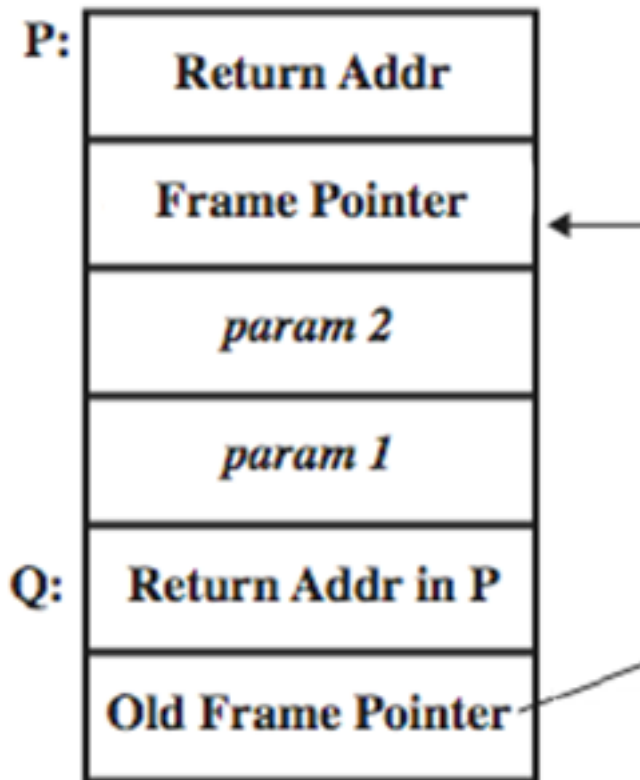 P:
Return Addr
Frame Pointer
param 2
param 1
Q:
Return Addr in P
Old Frame Pointer